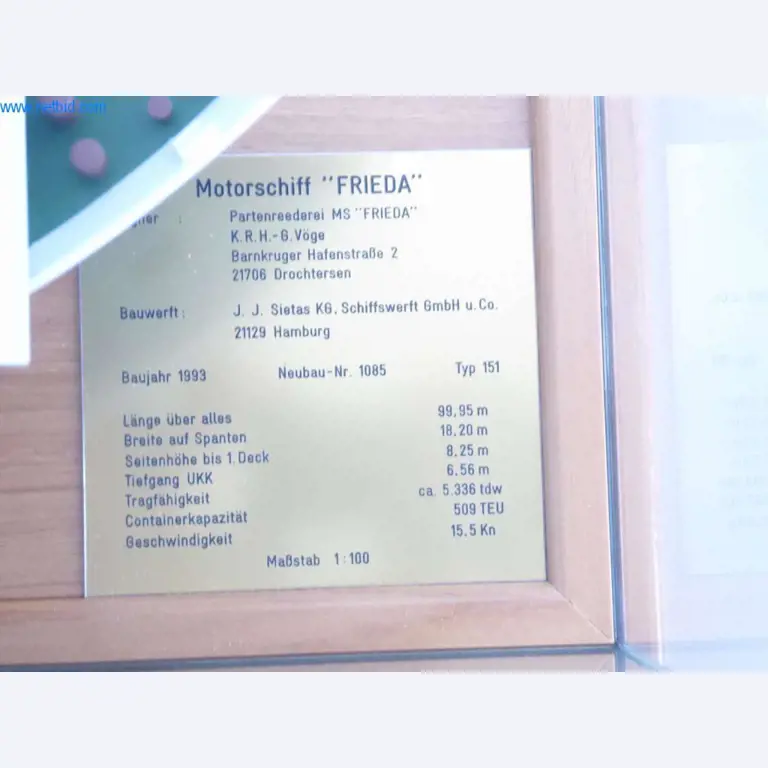 Motorschiff "FRIEDA"
: Partenreederei MS "FRIEDA"
K.R.H.-G.Vöge
Barnkruger Hafenstraße 2
21706 Drochtersen
Bauwerft: J. J. Sietas KG, Schiffswerft GmbH u. Co.
21129 Hamburg
Baujahr 1993 Neubau-Nr. 1085 Typ 151
Länge über alles 99,95 m
Breite auf Spanten 18,20 m
Seitenhöhe bis 1. Deck 8,25 m
Tiefgang UKK 6,56 m
Tragfähigkeit ca. 5.336 tdw
Containerkapazität 509 TEU
Geschwindigkeit 15,5 Kn
Maßstab 1:100